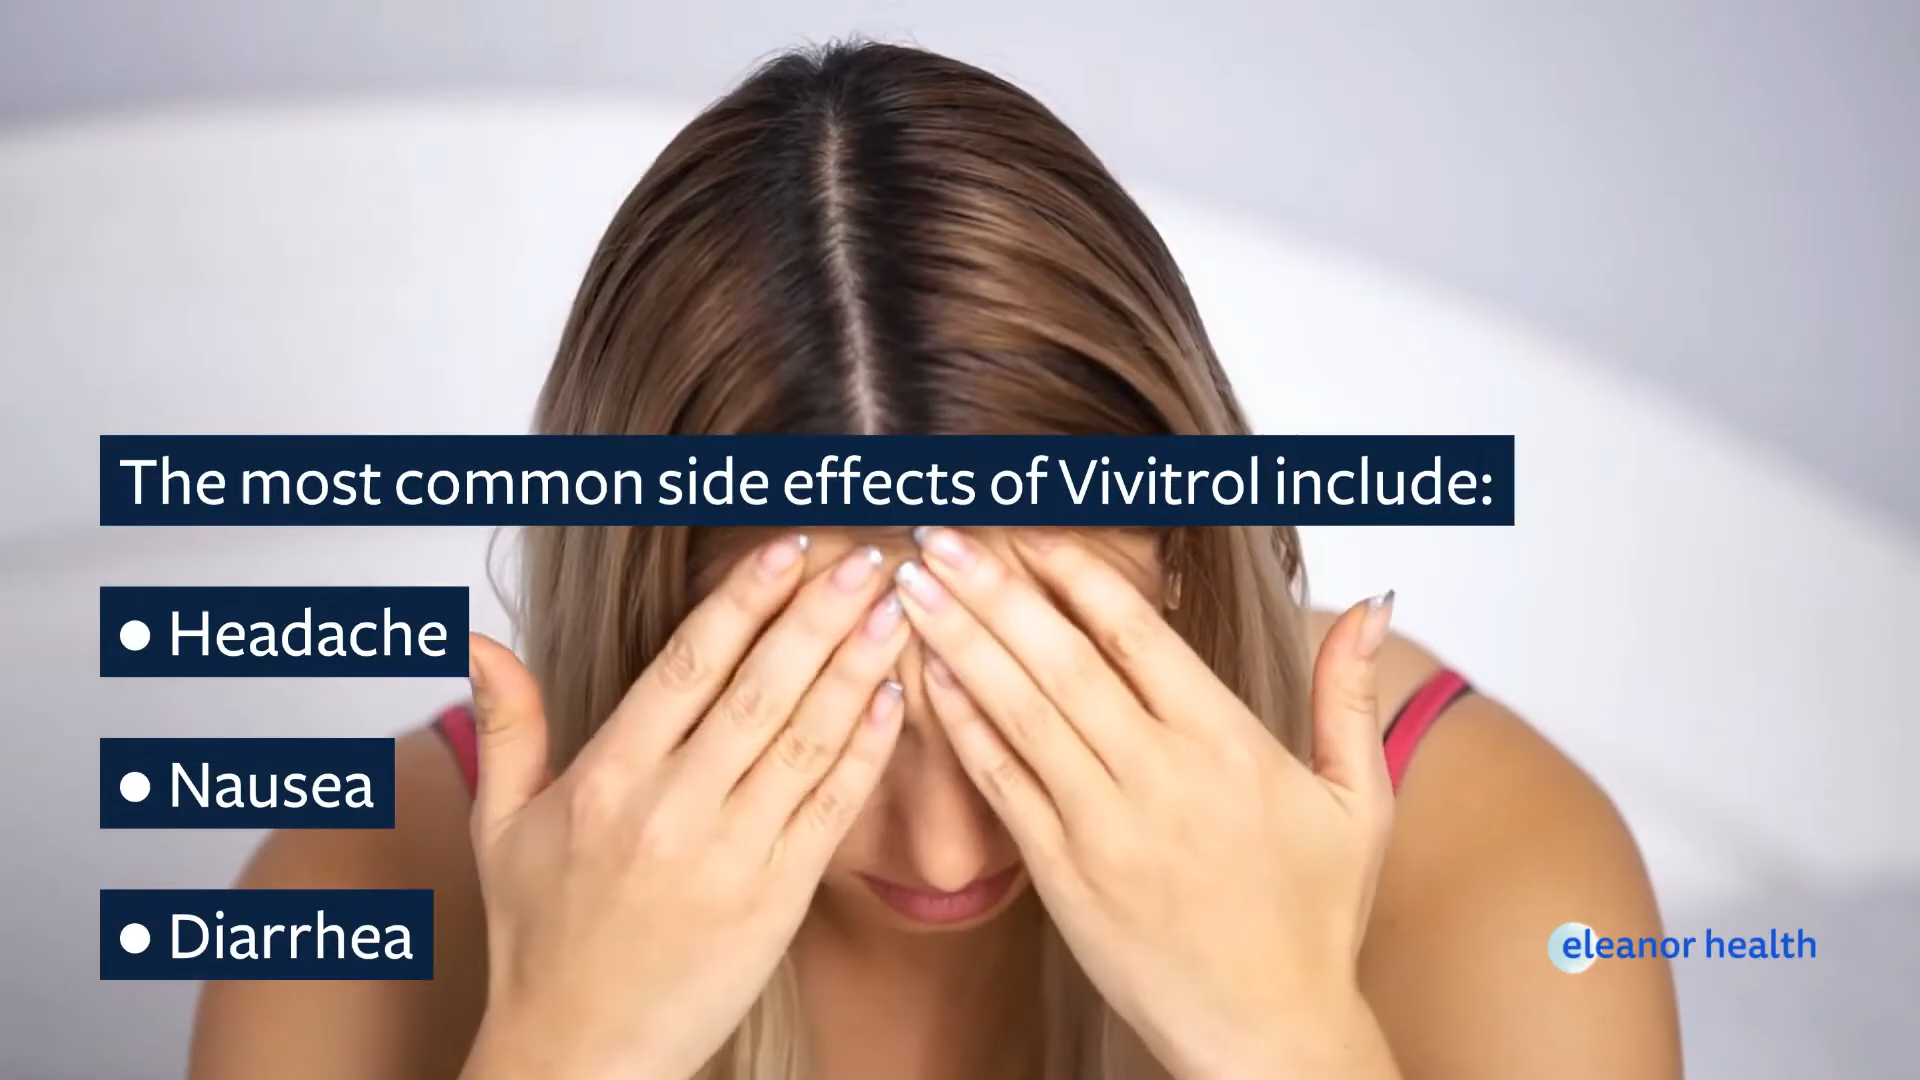 The most common side effects of Vivitrol include:
● Headache
● Nausea
● Diarrhea
eleanor health